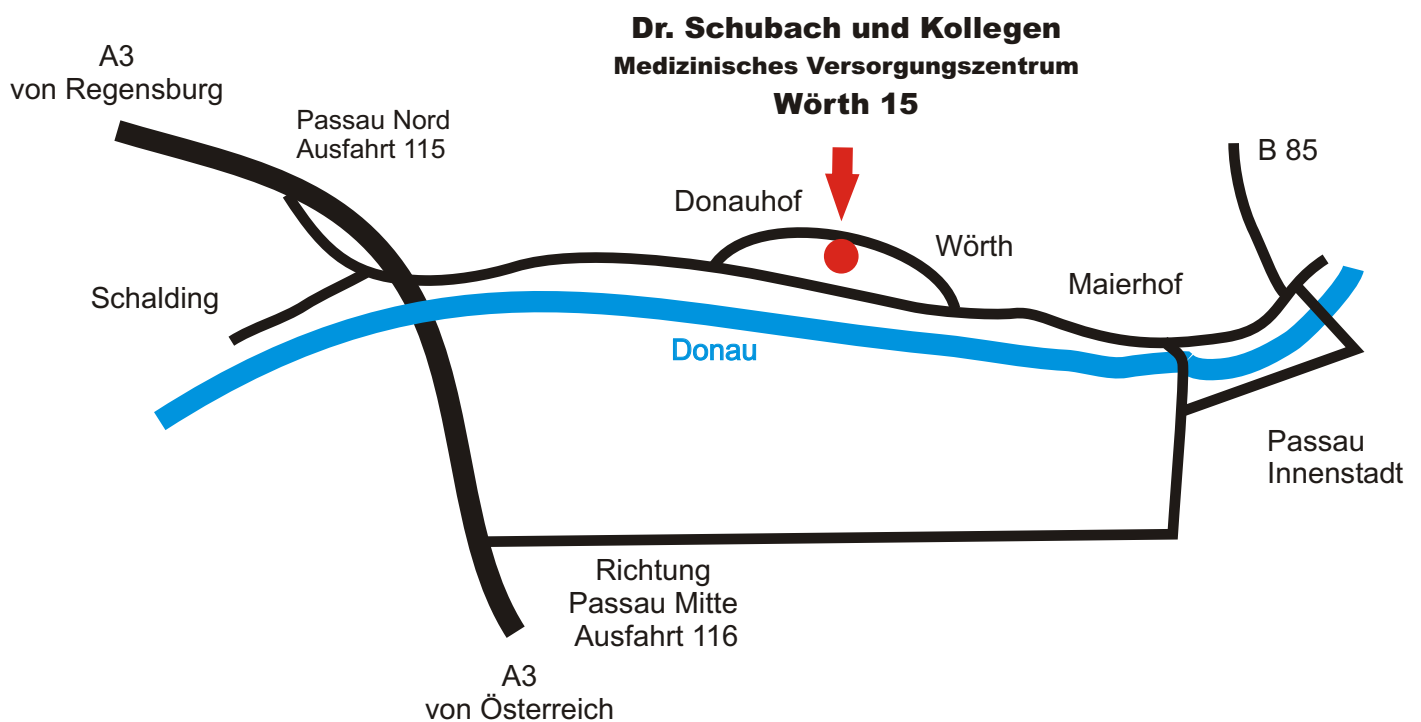 Dr. Schubach und Kollegen
Medizinisches Versorgungszentrum
Wörth 15
A3
von Regensburg
Passau Nord
Ausfahrt 115
B 85
Donauhof
Wörth
Maierhof
Schalding
Donau
Passau
Innenstadt
Richtung
Passau Mitte
Ausfahrt 116
A3
von Österreich